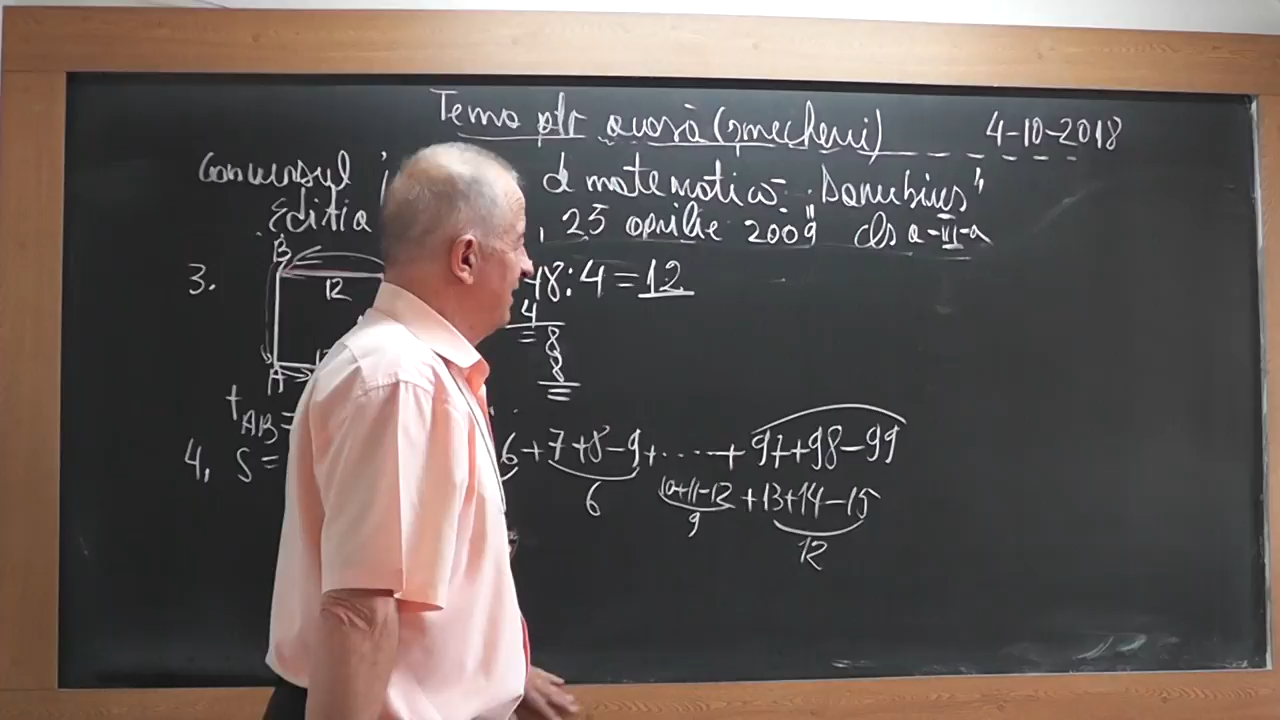 Tema ptr acasă (smecheri) 4-10-2018
Concursul i d matematică „Danubius"
Editia , 25 aprilie 2009 cls a-III-a
3. B 12 48:4=12
4
= 8
8
=
A
t AB =
4. S= 6+7+8-9+.....+97+98-99
6 10+11-12+13+14-15
9 12